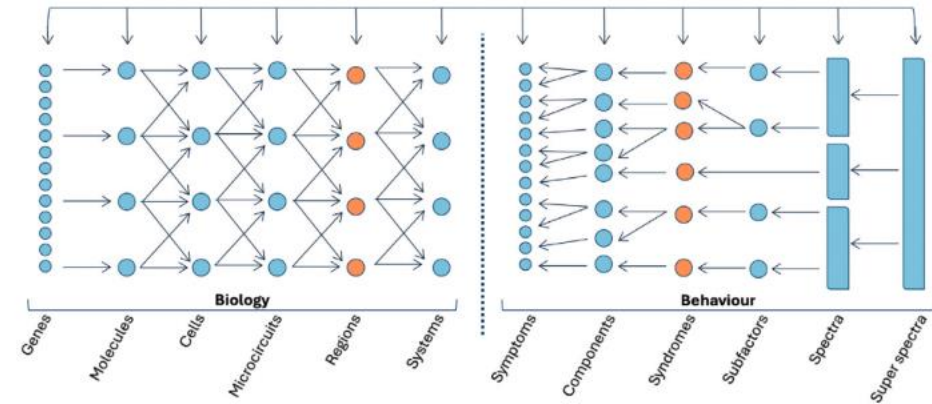 Biology
Behaviour
Genes
Molecules
Cells
Microcircuits
Regions
Systems
Symptoms
Components
Syndromes
Subfactors
Spectra
Super spectra